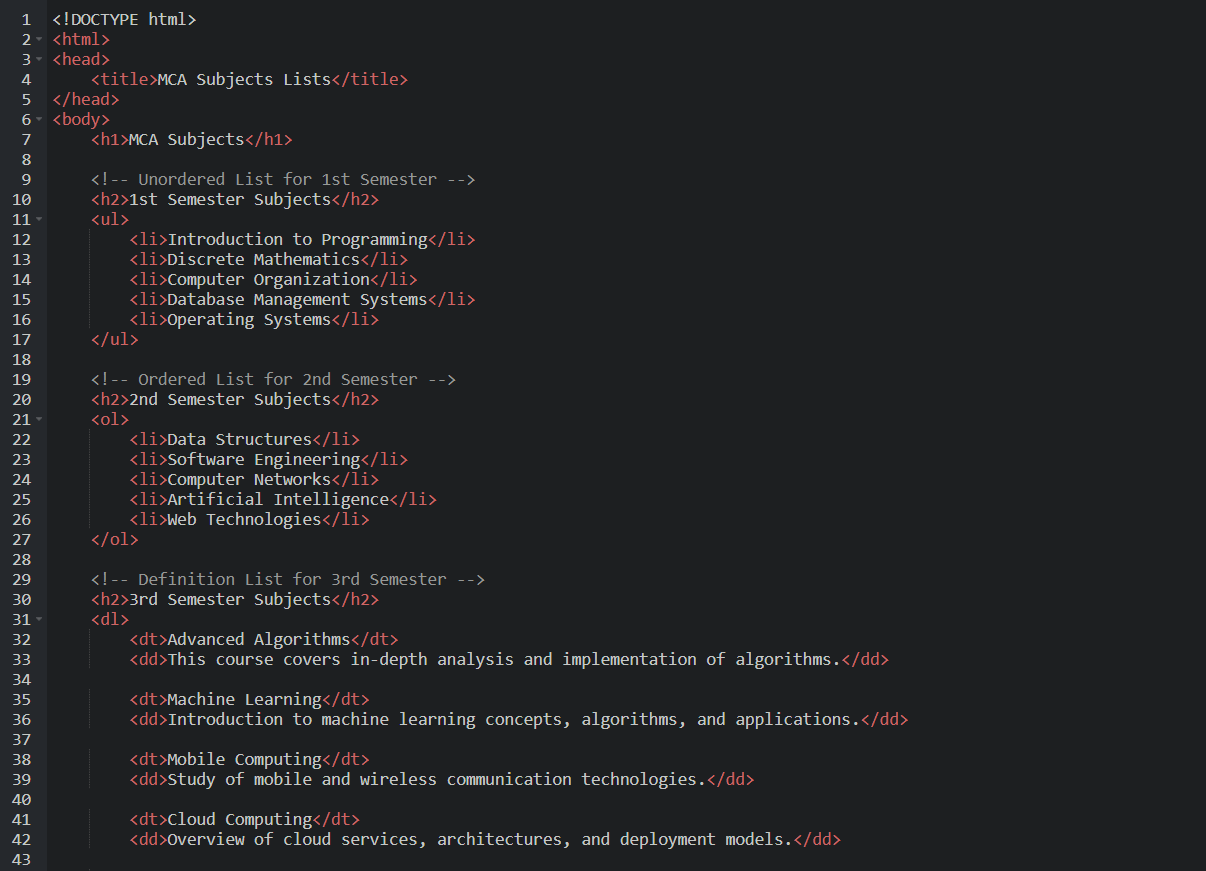 1 <!DOCTYPE html>
2 <html>
3 <head>
4     <title>MCA Subjects Lists</title>
5 </head>
6 <body>
7     <h1>MCA Subjects</h1>
8
9     <!-- Unordered List for 1st Semester -->
10     <h2>1st Semester Subjects</h2>
11     <ul>
12         <li>Introduction to Programming</li>
13         <li>Discrete Mathematics</li>
14         <li>Computer Organization</li>
15         <li>Database Management Systems</li>
16         <li>Operating Systems</li>
17     </ul>
18
19     <!-- Ordered List for 2nd Semester -->
20     <h2>2nd Semester Subjects</h2>
21     <ol>
22         <li>Data Structures</li>
23         <li>Software Engineering</li>
24         <li>Computer Networks</li>
25         <li>Artificial Intelligence</li>
26         <li>Web Technologies</li>
27     </ol>
28
29     <!-- Definition List for 3rd Semester -->
30     <h2>3rd Semester Subjects</h2>
31     <dl>
32         <dt>Advanced Algorithms</dt>
33         <dd>This course covers in-depth analysis and implementation of algorithms.</dd>
34
35         <dt>Machine Learning</dt>
36         <dd>Introduction to machine learning concepts, algorithms, and applications.</dd>
37
38         <dt>Mobile Computing</dt>
39         <dd>Study of mobile and wireless communication technologies.</dd>
40
41         <dt>Cloud Computing</dt>
42         <dd>Overview of cloud services, architectures, and deployment models.</dd>
43